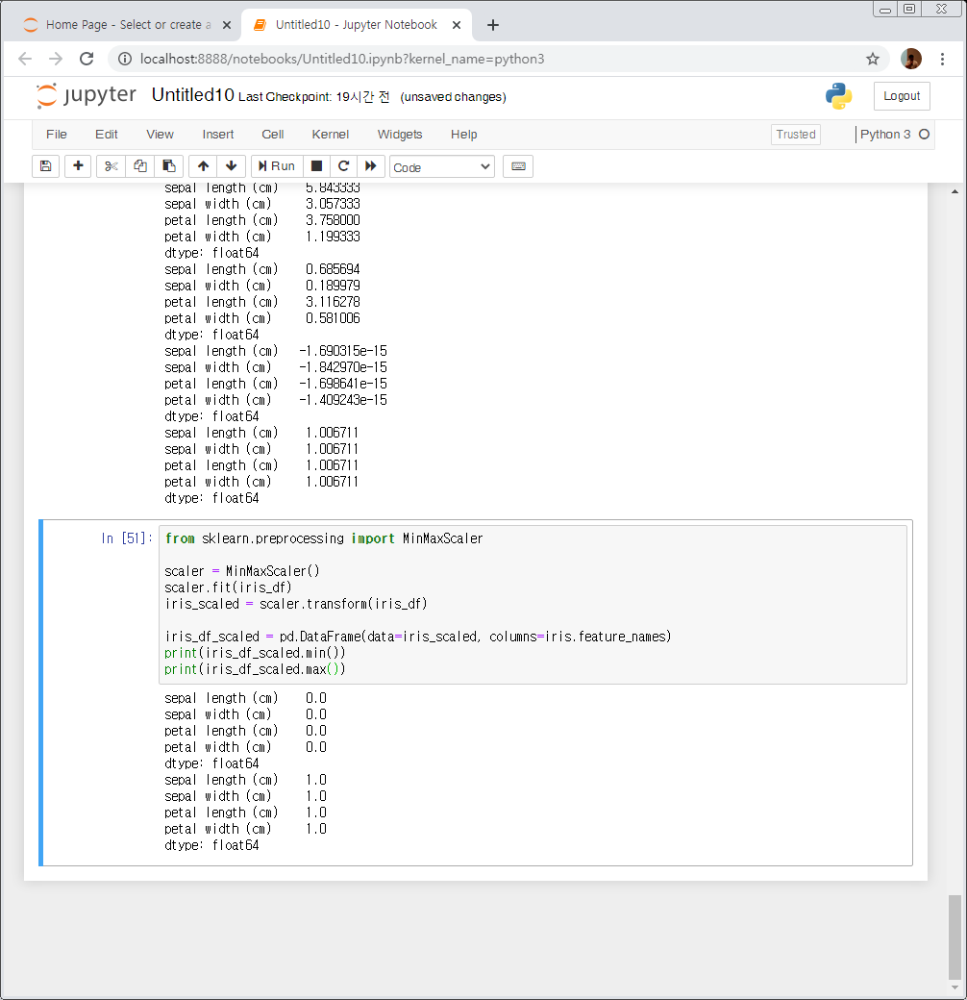 Home Page - Select or create a
Untitled10 - Jupyter Notebook
localhost:8888/notebooks/Untitled10.ipynb?kernel_name=python3
jupyter Untitled10 Last Checkpoint: 19시간 전 (unsaved changes)
Logout
File Edit View Insert Cell Kernel Widgets Help
Trusted
Python 3
Run
Code
sepal length (cm) 5.843333
sepal width (cm) 3.057333
petal length (cm) 3.758000
petal width (cm) 1.199333
dtype: float64
sepal length (cm) 0.685694
sepal width (cm) 0.189979
petal length (cm) 3.116278
petal width (cm) 0.581006
dtype: float64
sepal length (cm) -1.690315e-15
sepal width (cm) -1.842970e-15
petal length (cm) -1.698641e-15
petal width (cm) -1.409243e-15
dtype: float64
sepal length (cm) 1.006711
sepal width (cm) 1.006711
petal length (cm) 1.006711
petal width (cm) 1.006711
dtype: float64
In [51]: from sklearn.preprocessing import MinMaxScaler
scaler = MinMaxScaler()
scaler.fit(iris_df)
iris_scaled = scaler.transform(iris_df)
iris_df_scaled = pd.DataFrame(data=iris_scaled, columns=iris.feature_names)
print(iris_df_scaled.min())
print(iris_df_scaled.max())
sepal length (cm) 0.0
sepal width (cm) 0.0
petal length (cm) 0.0
petal width (cm) 0.0
dtype: float64
sepal length (cm) 1.0
sepal width (cm) 1.0
petal length (cm) 1.0
petal width (cm) 1.0
dtype: float64